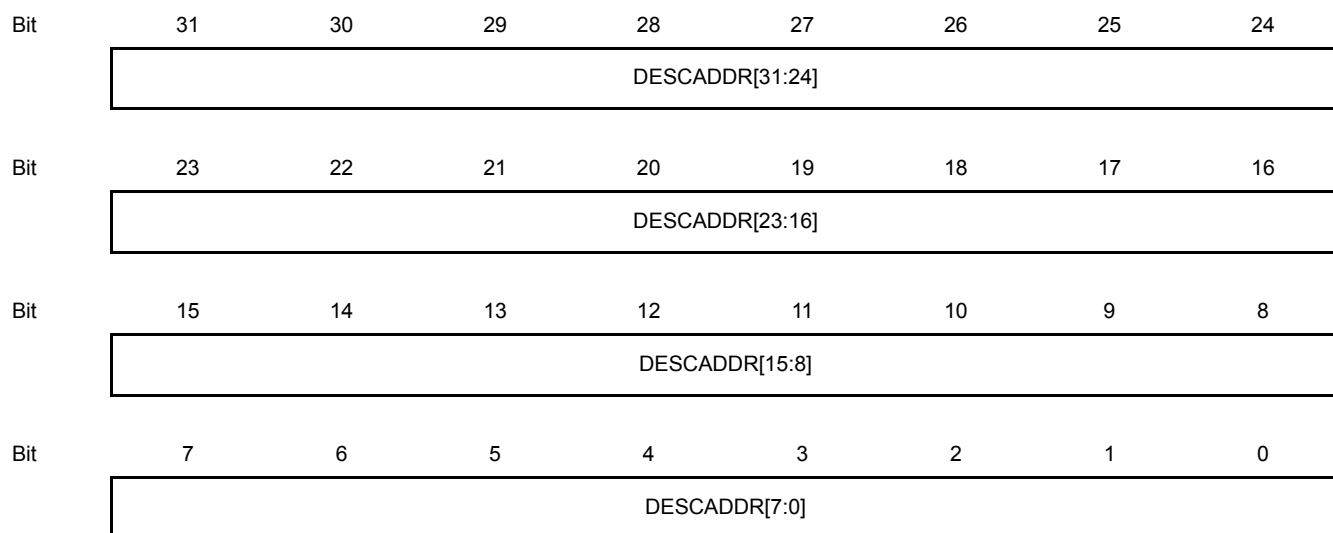 Bit 31 30 29 28 27 26 25 24
DESCADDR[31:24]
Bit 23 22 21 20 19 18 17 16
DESCADDR[23:16]
Bit 15 14 13 12 11 10 9 8
DESCADDR[15:8]
Bit 7 6 5 4 3 2 1 0
DESCADDR[7:0]